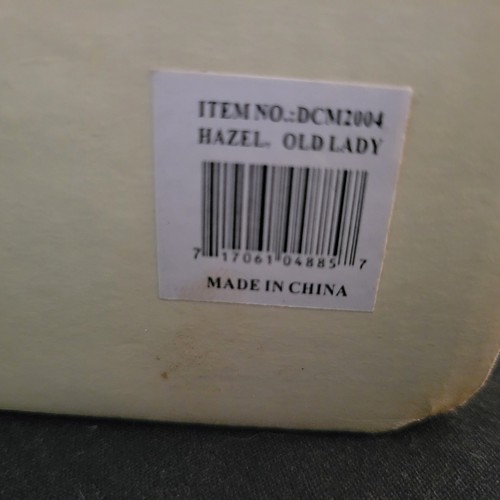 ITEM NO.:DCM2004
HAZEL. OLD LADY
7 17061 04885 7
MADE IN CHINA